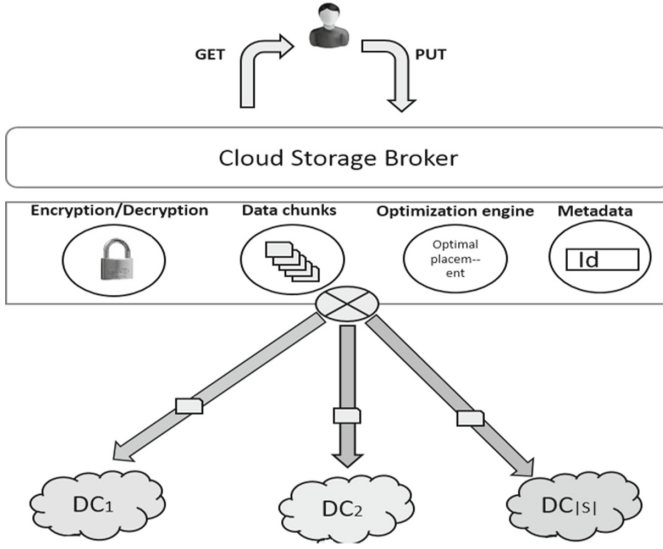 GET
PUT
Cloud Storage Broker
Encryption/Decryption
Data chunks
Optimization engine
Metadata
Optimal
placem--
ent
Id
DC1
DC2
DC|S|